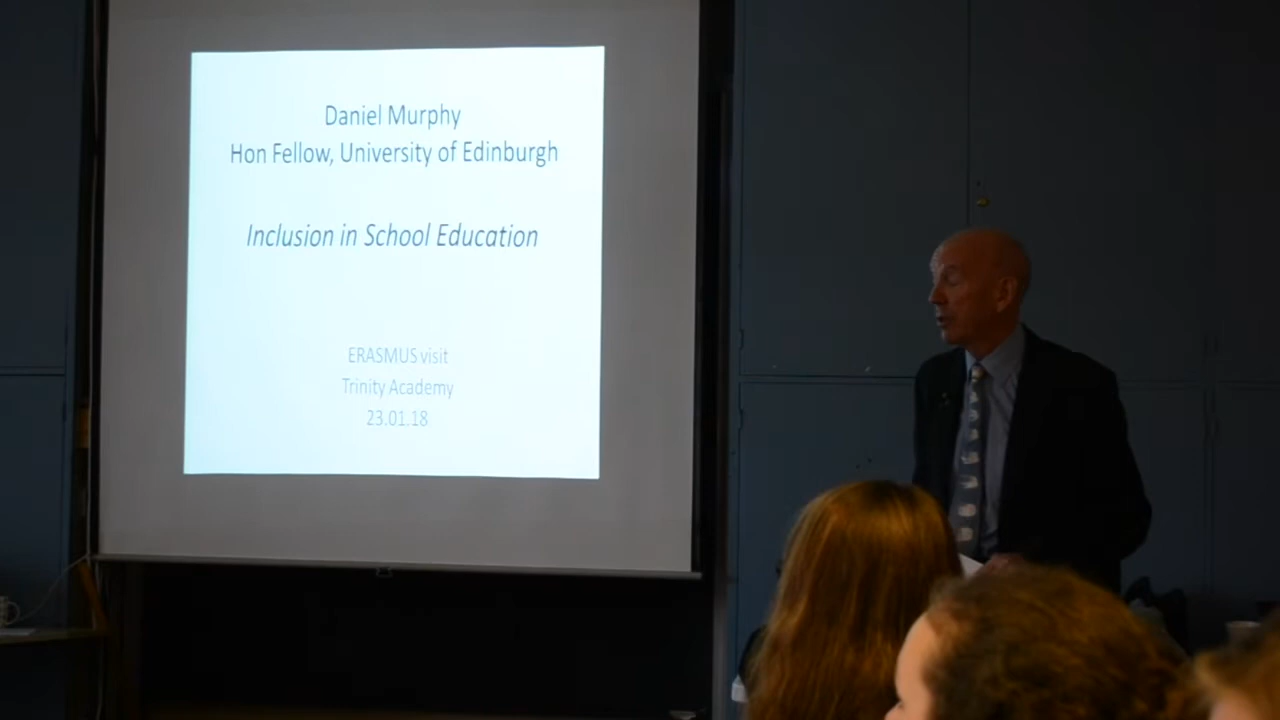 Daniel Murphy
Hon Fellow, University of Edinburgh
Inclusion in School Education
ERASMUS visit
Trinity Academy
23.01.18